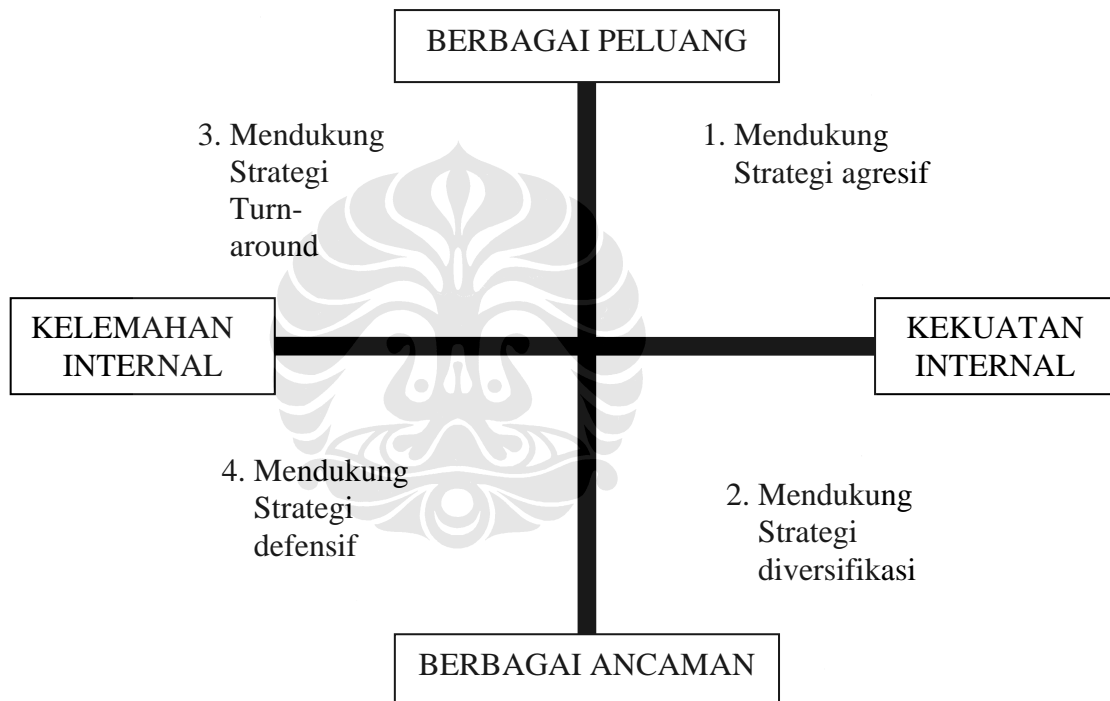 BERBAGAI PELUANG
3. Mendukung
Strategi
Turn-
around
1. Mendukung
Strategi agresif
KELEMAHAN
INTERNAL
KEKUATAN
INTERNAL
4. Mendukung
Strategi
defensif
2. Mendukung
Strategi
diversifikasi
BERBAGAI ANCAMAN